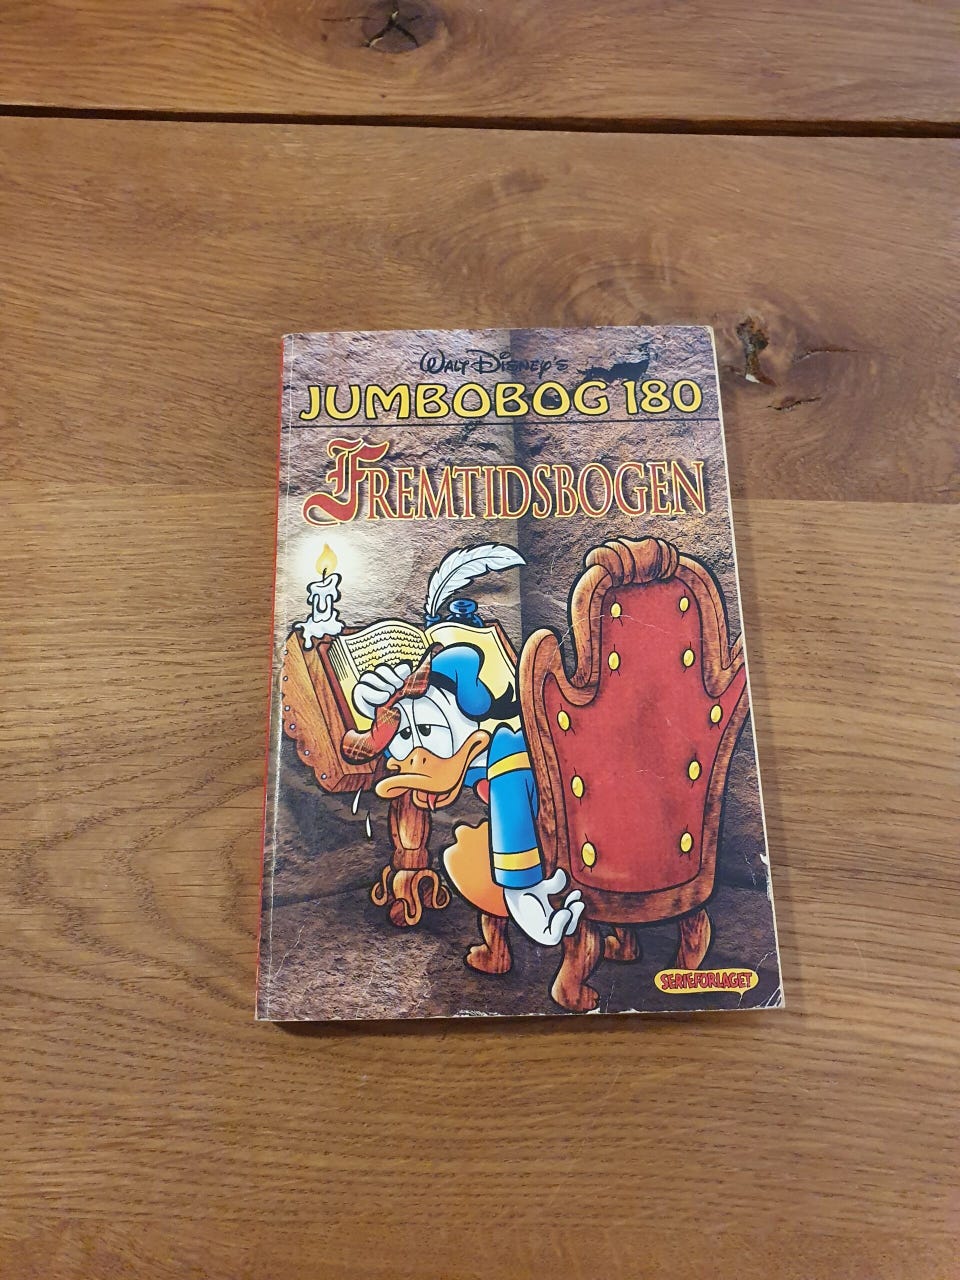 WALT DISNEY'S
JUMBOBOG 180
FREMTIDSBOGEN
SERIEFORLAGET